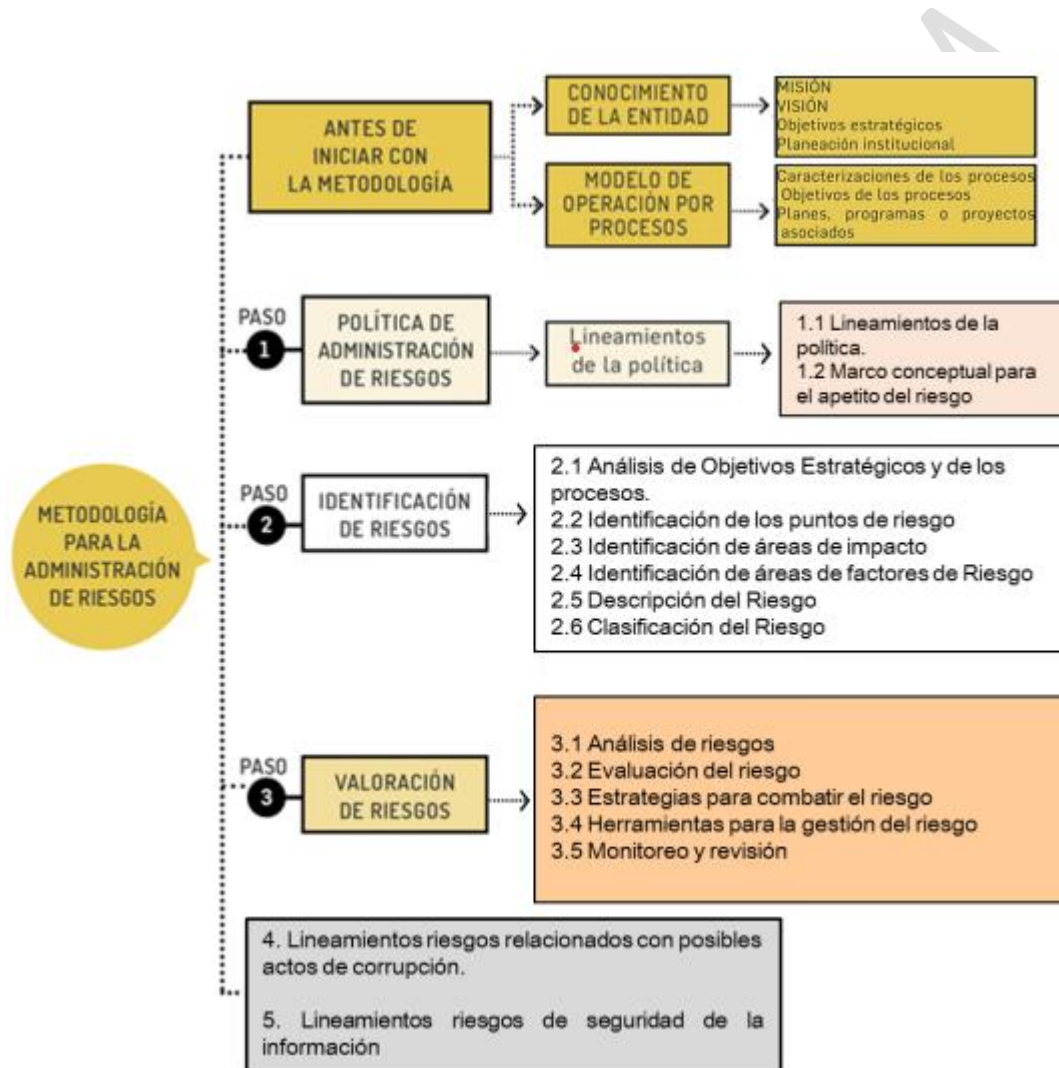 ANTES DE
INICIAR CON
LA METODOLOGÍA
CONOCIMIENTO
DE LA ENTIDAD
MISIÓN
VISIÓN
Objetivos estratégicos
Planeación institucional
MODELO DE
OPERACIÓN POR
PROCESOS
Caracterizaciones de los procesos
Objetivos de los procesos
Planes, programas o proyectos
asociados
PASO
1
POLÍTICA DE
ADMINISTRACIÓN
DE RIESGOS
Lineamientos
de la política
1.1 Lineamientos de la
política.
1.2 Marco conceptual para
el apetito del riesgo
METODOLOGÍA
PARA LA
ADMINISTRACIÓN
DE RIESGOS
PASO
2
IDENTIFICACIÓN
DE RIESGOS
2.1 Análisis de Objetivos Estratégicos y de los
procesos.
2.2 Identificación de los puntos de riesgo
2.3 Identificación de áreas de impacto
2.4 Identificación de áreas de factores de Riesgo
2.5 Descripción del Riesgo
2.6 Clasificación del Riesgo
PASO
3
VALORACIÓN
DE RIESGOS
3.1 Análisis de riesgos
3.2 Evaluación del riesgo
3.3 Estrategias para combatir el riesgo
3.4 Herramientas para la gestión del riesgo
3.5 Monitoreo y revisión
4. Lineamientos riesgos relacionados con posibles
actos de corrupción.
5. Lineamientos riesgos de seguridad de la
información